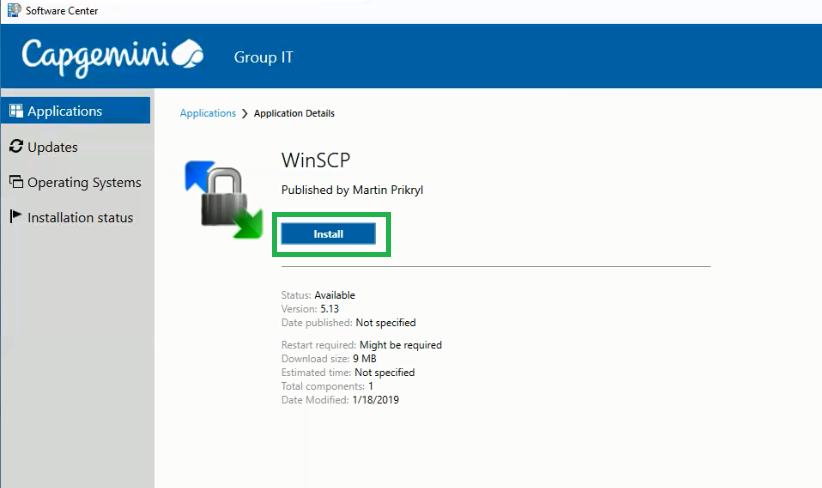 Software Center
Capgemini
Group IT
Applications
Updates
Operating Systems
Installation status
Applications ❯ Application Details
WinSCP
Published by Martin Prikryl
Install
Status: Available
Version: 5.13
Date published: Not specified
Restart required: Might be required
Download size: 9 MB
Estimated time: Not specified
Total components: 1
Date Modified: 1/18/2019